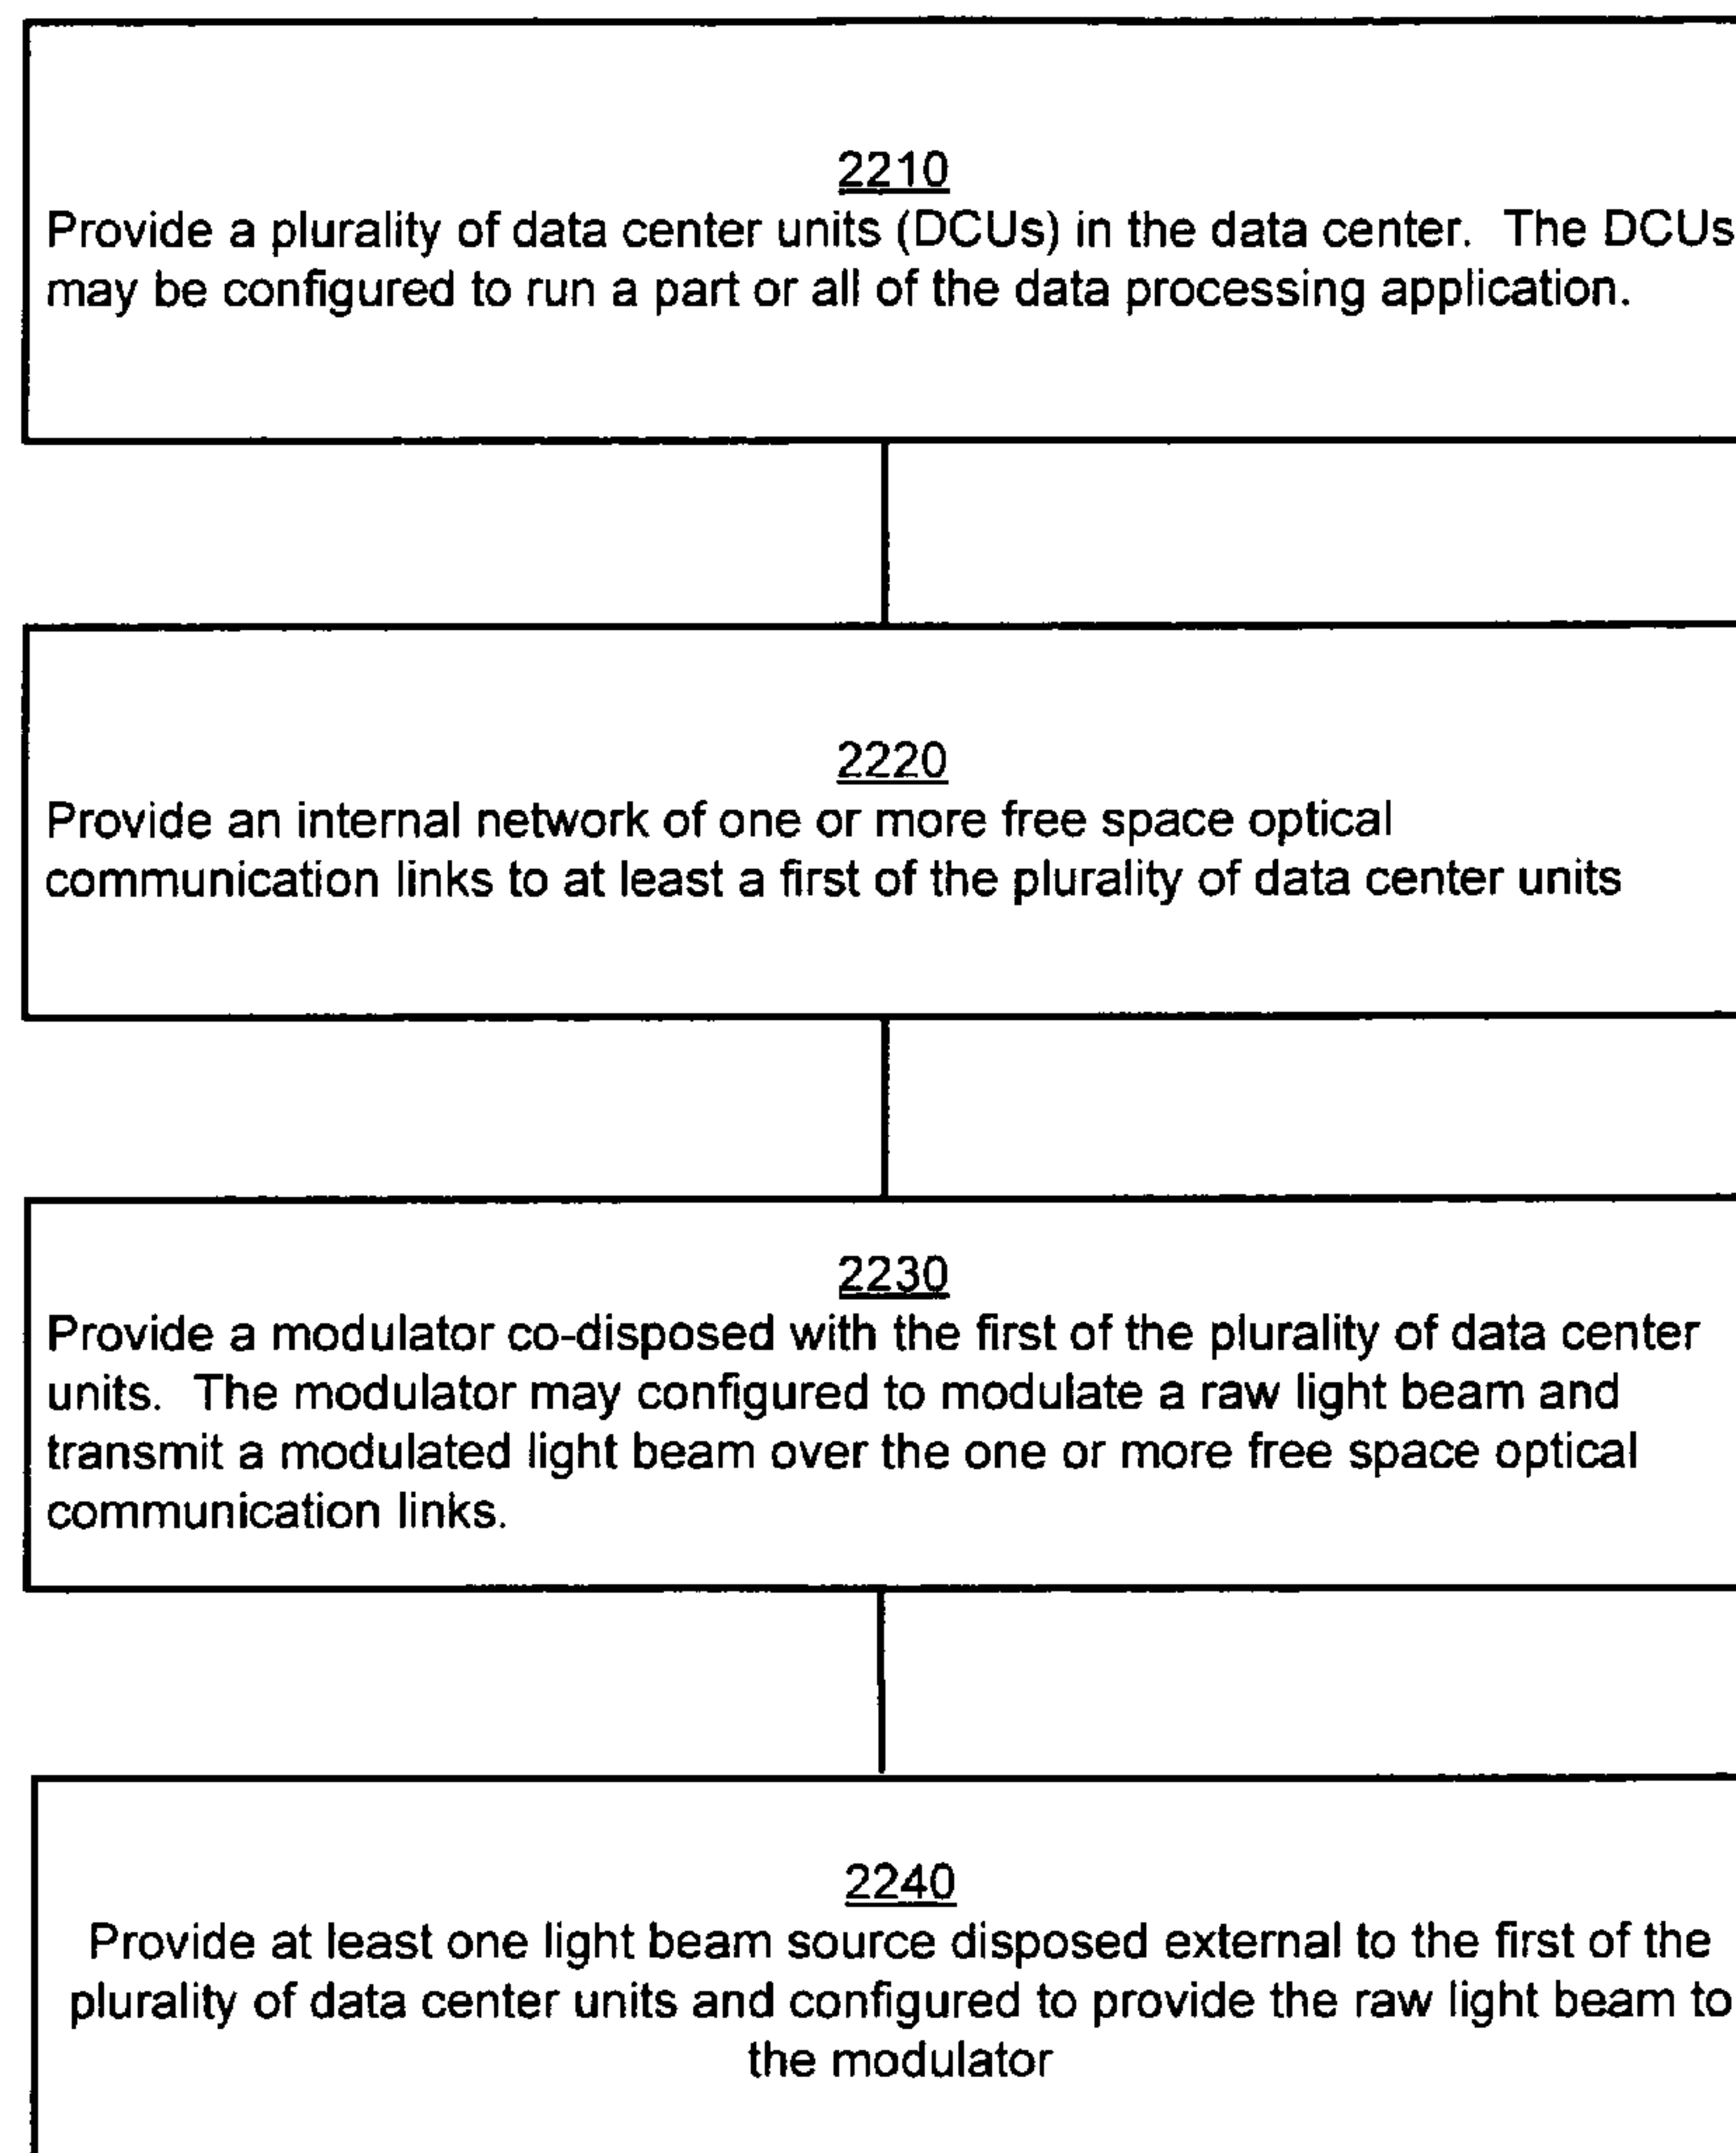 2210
Provide a plurality of data center units (DCUs) in the data center. The DCUs
may be configured to run a part or all of the data processing application.
2220
Provide an internal network of one or more free space optical
communication links to at least a first of the plurality of data center units
2230
Provide a modulator co-disposed with the first of the plurality of data center
units. The modulator may configured to modulate a raw light beam and
transmit a modulated light beam over the one or more free space optical
communication links.
2240
Provide at least one light beam source disposed external to the first of the
plurality of data center units and configured to provide the raw light beam to
the modulator